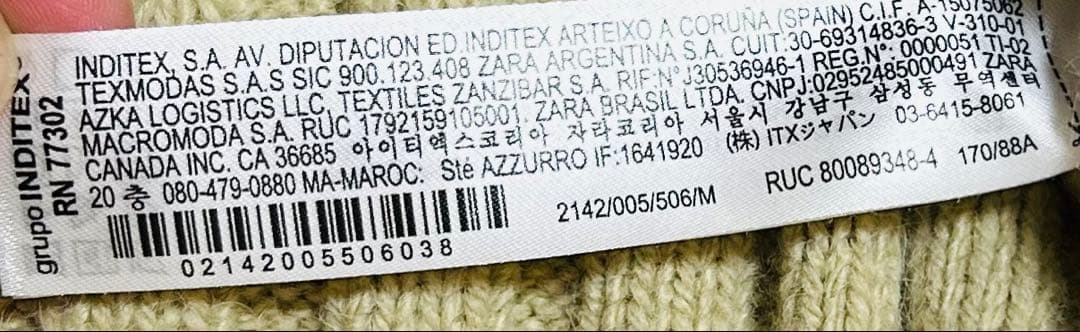 grupo INDITEX
RN 77302
INDITEX, S.A. AV. DIPUTACION ED.INDITEX ARTEIXO A CORUÑA (SPAIN) C.I.F. A-15075062
TEXMODAS S.A.S SIC 900.123.408 ZARA ARGENTINA S.A. CUIT:30-69314836-3 V-310-01
AZKA LOGISTICS LLC, TEXTILES ZANZIBAR S.A. RIF:Nº J30536946-1 REG.Nº: 0000051 TI-02
MACROMODA S.A. RUC 1792159105001. ZARA BRASIL LTDA. CNPJ:02952485000491 ZARA
CANADA INC. CA 36685 아이티엑스코리아 자라코리아 서울시 강남구 삼성동 무역센터
20 층 080-479-0880 MA-MAROC: Sté AZZURRO IF:1641920 (株) ITXジャパン 03-6415-8061
2142/005/506/M RUC 80089348-4 170/88A
02142005506038